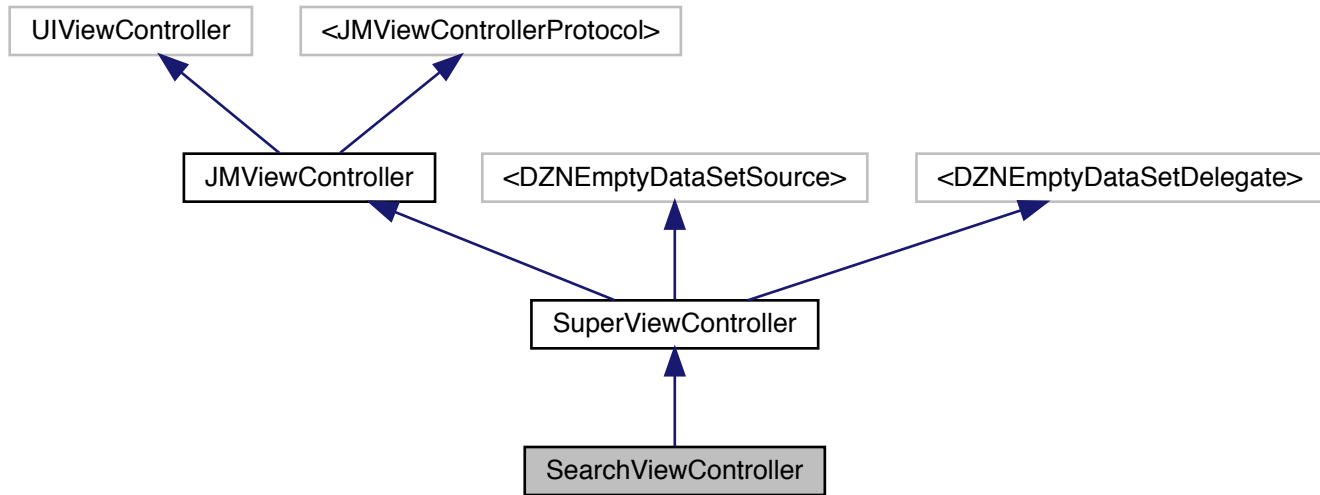 UIViewController
<JMViewControllerProtocol>
JMViewController
<DZNEmptyDataSetSource>
<DZNEmptyDataSetDelegate>
SuperViewController
SearchViewController